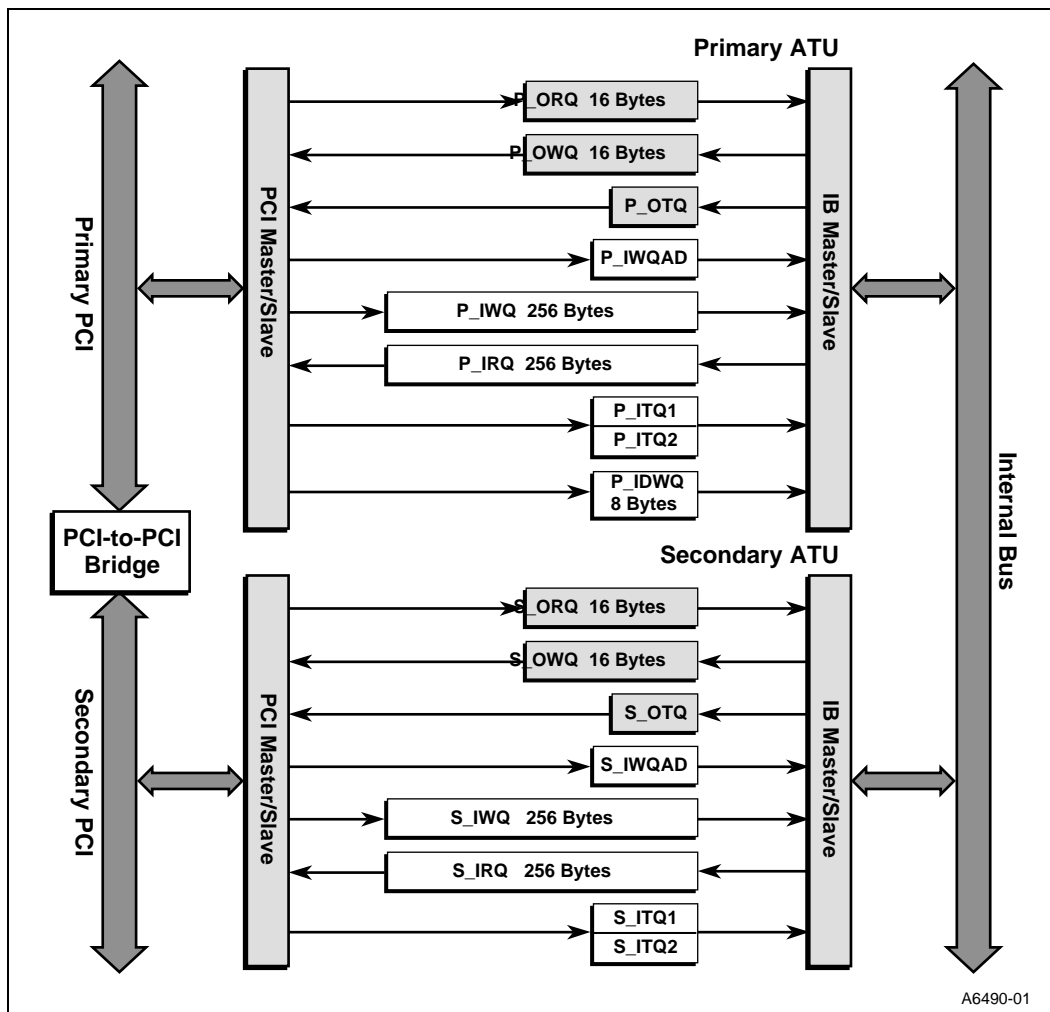 Primary ATU
P_ORQ 16 Bytes
P_OWQ 16 Bytes
P_OTQ
P_IWQAD
P_IWQ 256 Bytes
P_IRQ 256 Bytes
P_ITQ1
P_ITQ2
P_IDWQ
8 Bytes
PCI Master/Slave
IB Master/Slave
Primary PCI
PCI-to-PCI
Bridge
Internal Bus
Secondary ATU
S_ORQ 16 Bytes
S_OWQ 16 Bytes
S_OTQ
S_IWQAD
S_IWQ 256 Bytes
S_IRQ 256 Bytes
S_ITQ1
S_ITQ2
PCI Master/Slave
IB Master/Slave
Secondary PCI
A6490-01